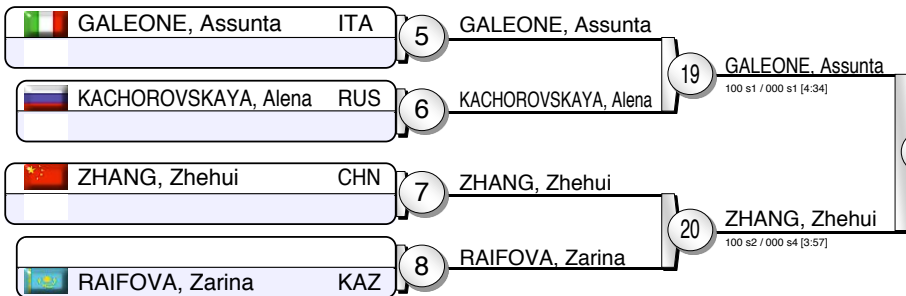 GALEONE, Assunta ITA
5
GALEONE, Assunta
KACHOROVSKAYA, Alena RUS
6
KACHOROVSKAYA, Alena
19
GALEONE, Assunta
100 s1 / 000 s1 [4:34]
ZHANG, Zhehui CHN
7
ZHANG, Zhehui
RAIFOVA, Zarina KAZ
8
RAIFOVA, Zarina
20
ZHANG, Zhehui
100 s2 / 000 s4 [3:57]